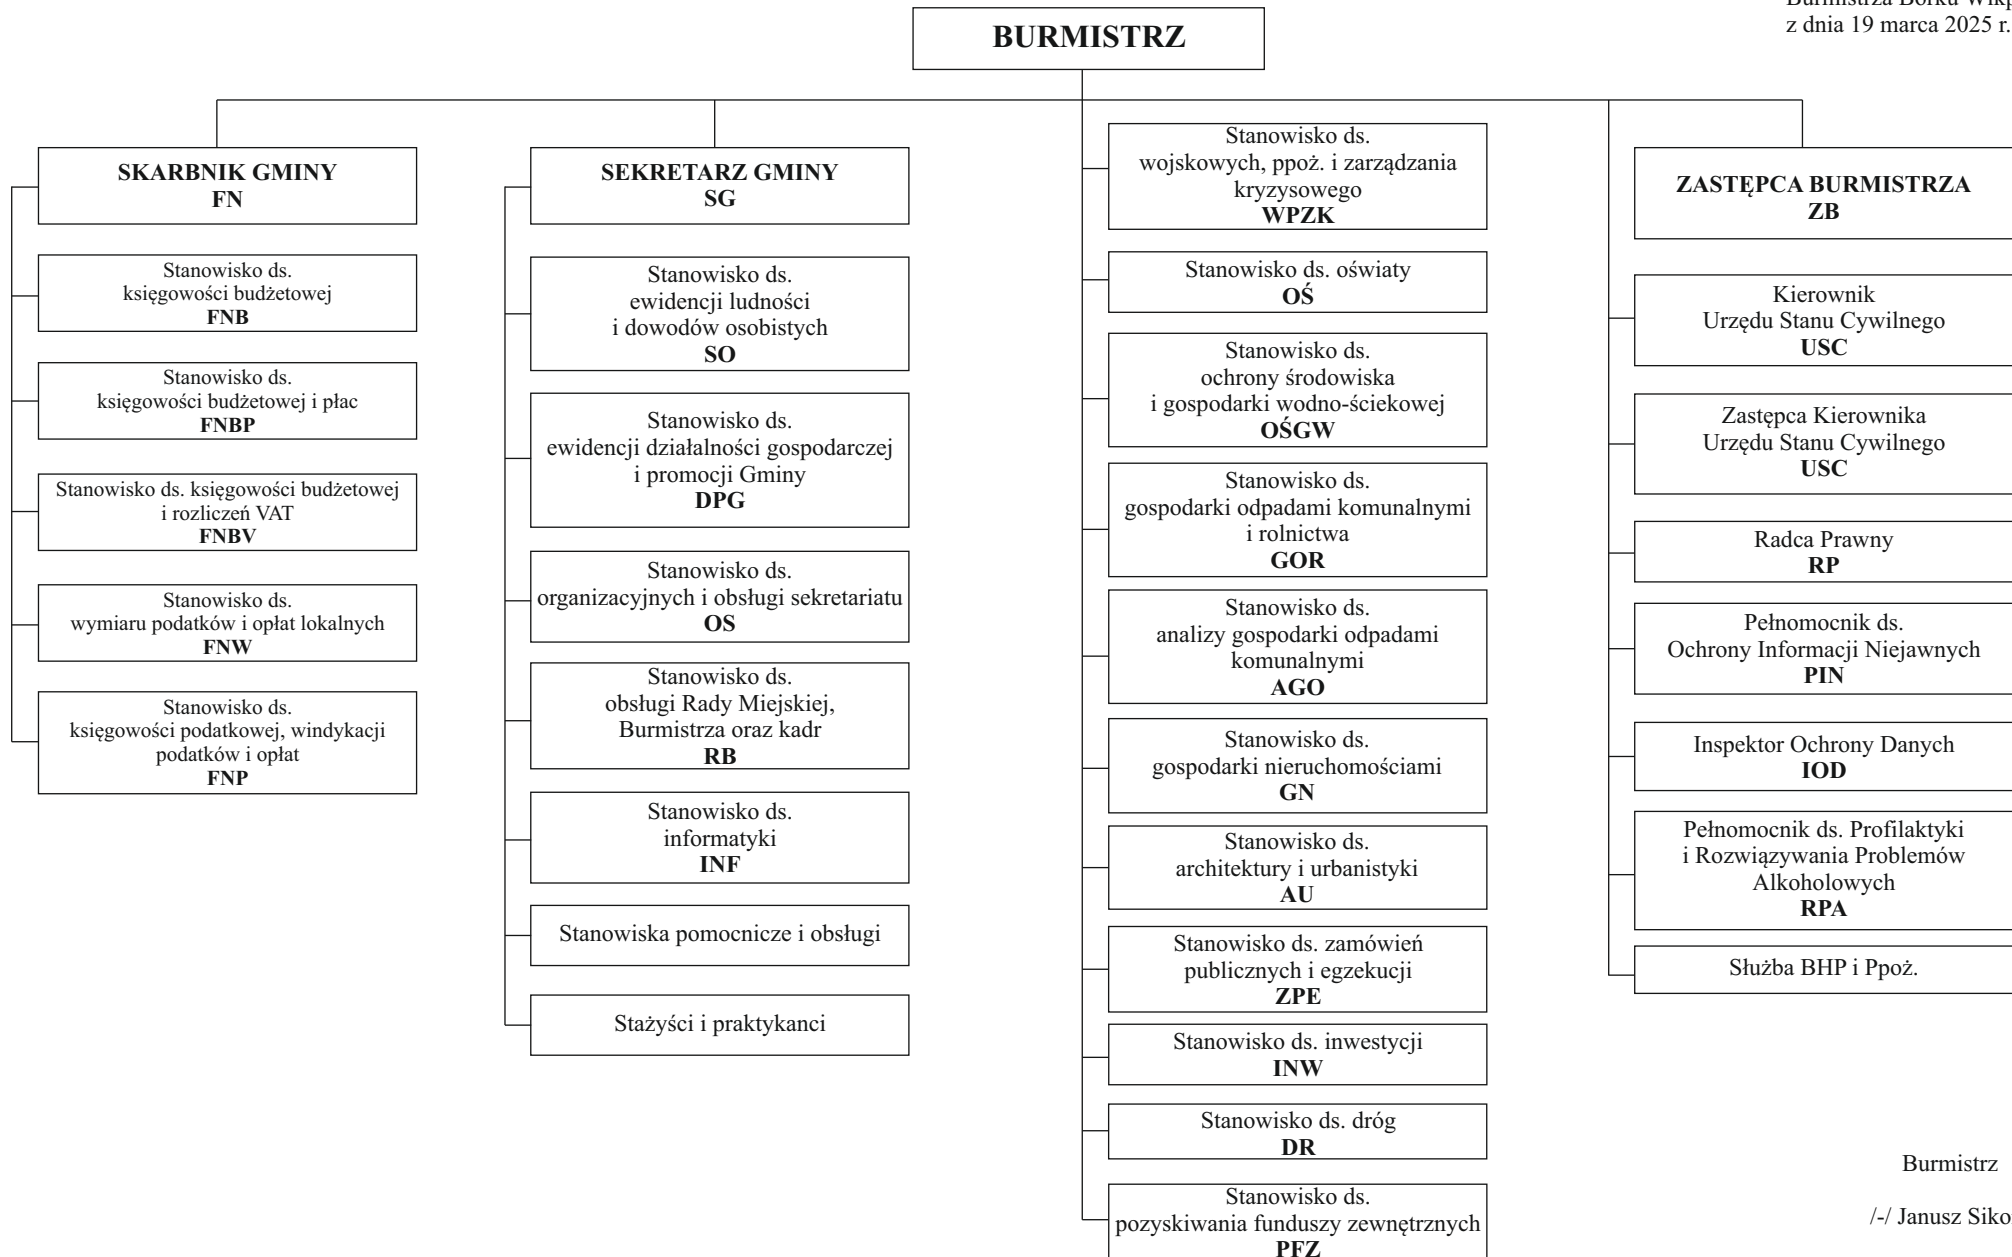 Burmistrza Borku Wlkp
z dnia 19 marca 2025 r.
BURMISTRZ
SKARBNIK GMINY
FN
Stanowisko ds.
księgowości budżetowej
FNB
Stanowisko ds.
księgowości budżetowej i płac
FNBP
Stanowisko ds. księgowości budżetowej
i rozliczeń VAT
FNBV
Stanowisko ds.
wymiaru podatków i opłat lokalnych
FNW
Stanowisko ds.
księgowości podatkowej, windykacji
podatków i opłat
FNP
SEKRETARZ GMINY
SG
Stanowisko ds.
ewidencji ludności
i dowodów osobistych
SO
Stanowisko ds.
ewidencji działalności gospodarczej
i promocji Gminy
DPG
Stanowisko ds.
organizacyjnych i obsługi sekretariatu
OS
Stanowisko ds.
obsługi Rady Miejskiej,
Burmistrza oraz kadr
RB
Stanowisko ds.
informatyki
INF
Stanowiska pomocnicze i obsługi
Stażyści i praktykanci
Stanowisko ds.
wojskowych, ppoż. i zarządzania
kryzysowego
WPZK
Stanowisko ds. oświaty
OŚ
Stanowisko ds.
ochrony środowiska
i gospodarki wodno-ściekowej
OŚGW
Stanowisko ds.
gospodarki odpadami komunalnymi
i rolnictwa
GOR
Stanowisko ds.
analizy gospodarki odpadami
komunalnymi
AGO
Stanowisko ds.
gospodarki nieruchomościami
GN
Stanowisko ds.
architektury i urbanistyki
AU
Stanowisko ds. zamówień
publicznych i egzekucji
ZPE
Stanowisko ds. inwestycji
INW
Stanowisko ds. dróg
DR
Stanowisko ds.
pozyskiwania funduszy zewnętrznych
PFZ
ZASTĘPCA BURMISTRZA
ZB
Kierownik
Urzędu Stanu Cywilnego
USC
Zastępca Kierownika
Urzędu Stanu Cywilnego
USC
Radca Prawny
RP
Pełnomocnik ds.
Ochrony Informacji Niejawnych
PIN
Inspektor Ochrony Danych
IOD
Pełnomocnik ds. Profilaktyki
i Rozwiązywania Problemów
Alkoholowych
RPA
Służba BHP i Ppoż.
Burmistrz
/-/ Janusz Siko